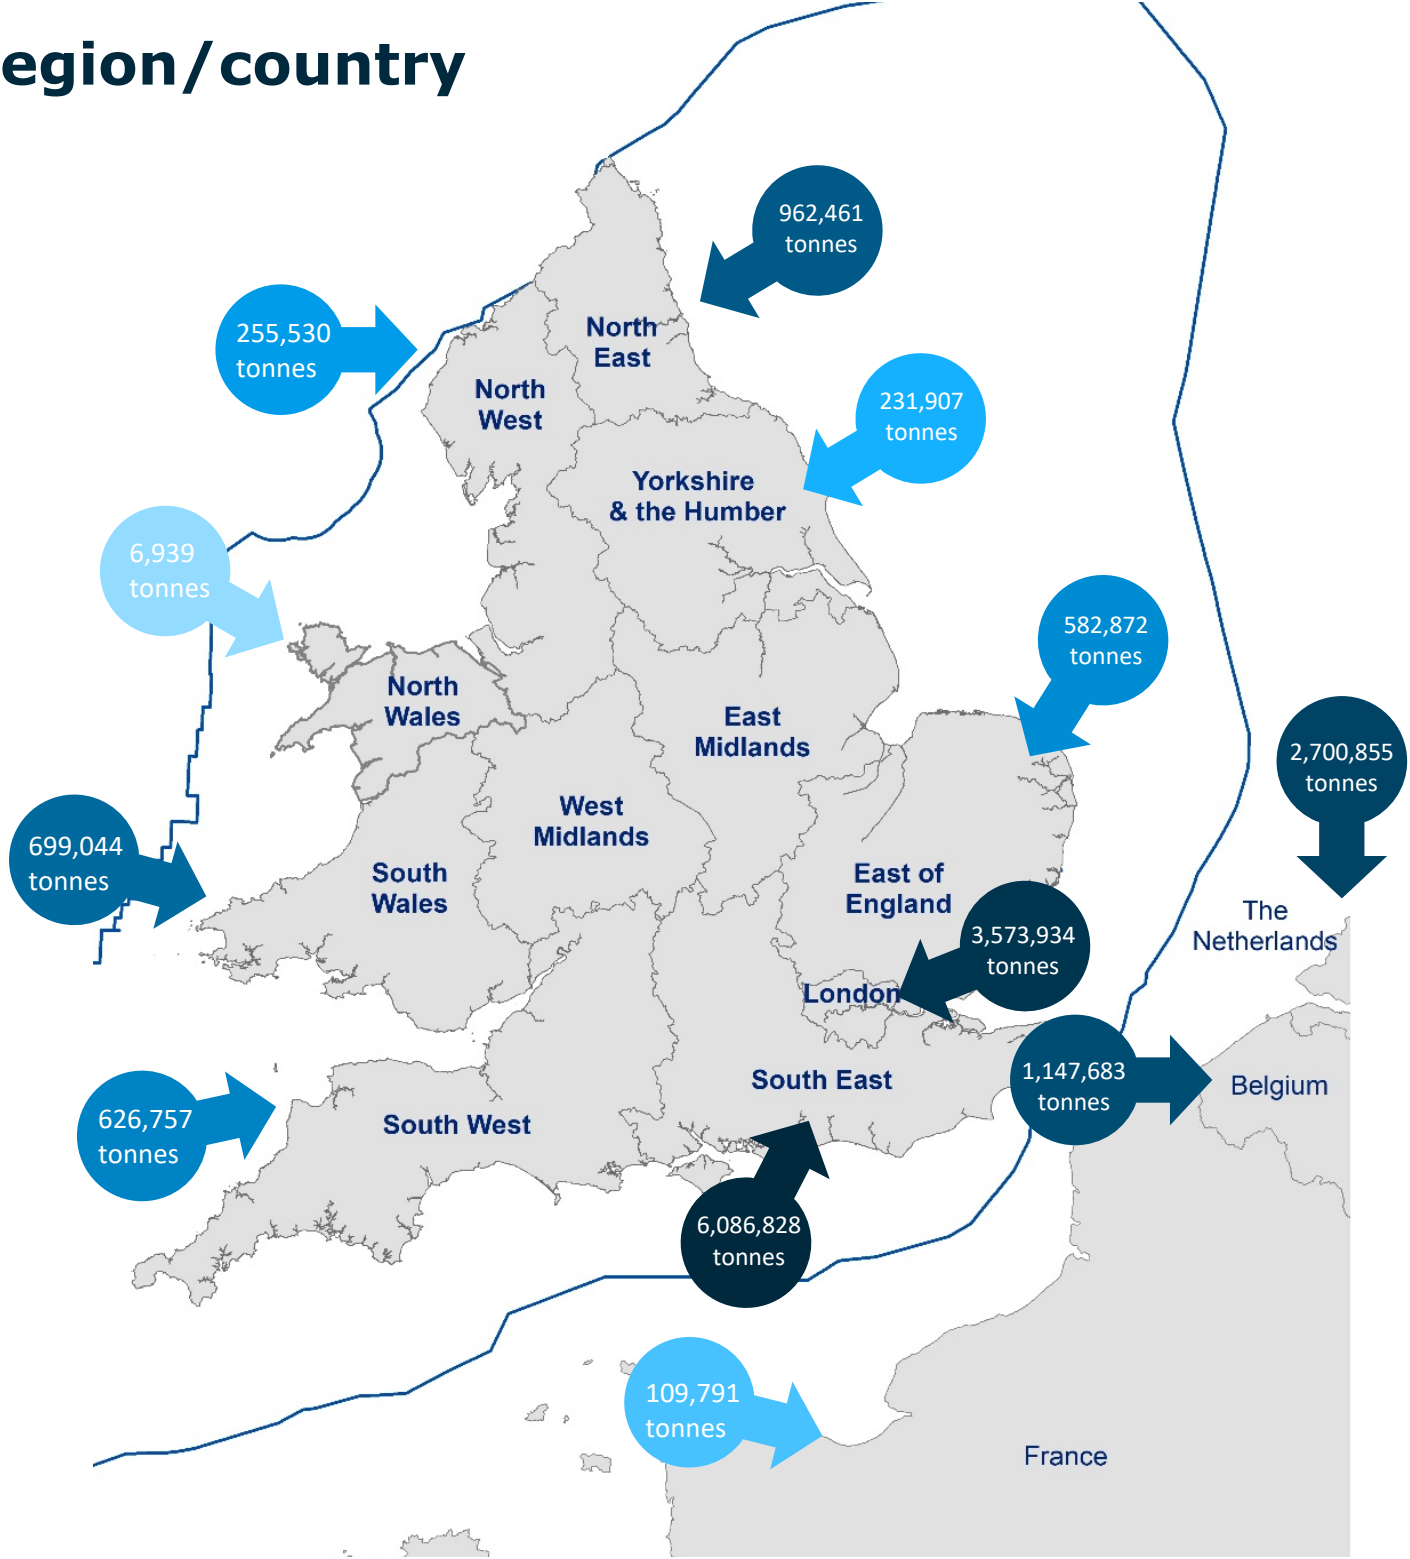 egion/country
962,461
tonnes
255,530
tonnes
North
East
North
West
231,907
tonnes
Yorkshire
& the Humber
6,939
tonnes
582,872
tonnes
North
Wales
East
Midlands
2,700,855
tonnes
West
Midlands
699,044
tonnes
South
Wales
East of
England
The
Netherlands
3,573,934
tonnes
London
1,147,683
tonnes
South East
Belgium
626,757
tonnes
South West
6,086,828
tonnes
109,791
tonnes
France